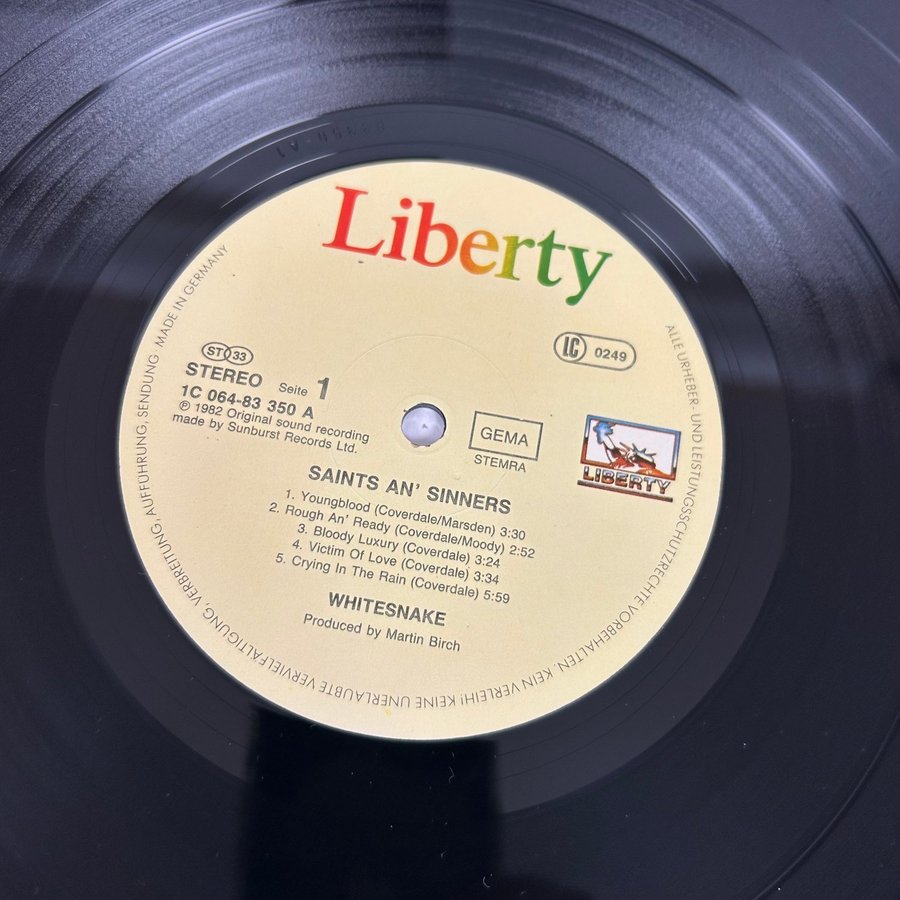 Liberty
LC 0249
ST 33
STEREO Seite 1
1C 064-83 350 A
℗ 1982 Original sound recording
made by Sunburst Records Ltd.
GEMA
STEMRA
LIBERTY
SAINTS AN' SINNERS
1. Youngblood (Coverdale/Marsden) 3:30
2. Rough An' Ready (Coverdale/Moody) 2:52
3. Bloody Luxury (Coverdale) 3:24
4. Victim Of Love (Coverdale) 3:34
5. Crying In The Rain (Coverdale) 5:59
WHITESNAKE
Produced by Martin Birch
ALLE URHEBER- UND LEISTUNGSSCHUTZRECHTE VORBEHALTEN. KEIN VERLEIH! KEINE UNERLAUBTE VERVIELFÄLTIGUNG, VERBREITUNG, AUFFÜHRUNG, SENDUNG · MADE IN GERMANY